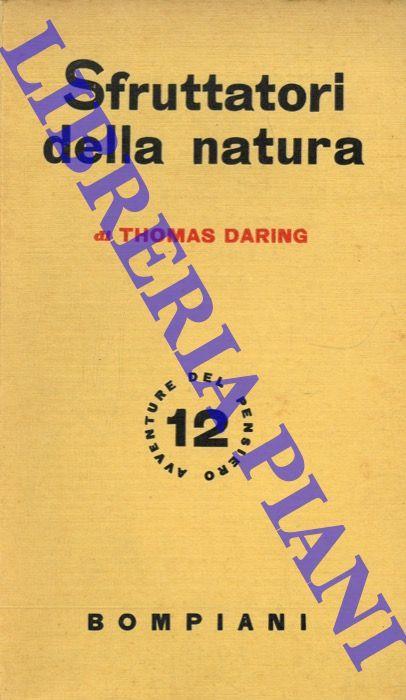 Sfruttatori
della natura
di THOMAS DARING
AVVENTURE DEL PENSIERO
12
BOMPIANI
LIBRERIA PIANI